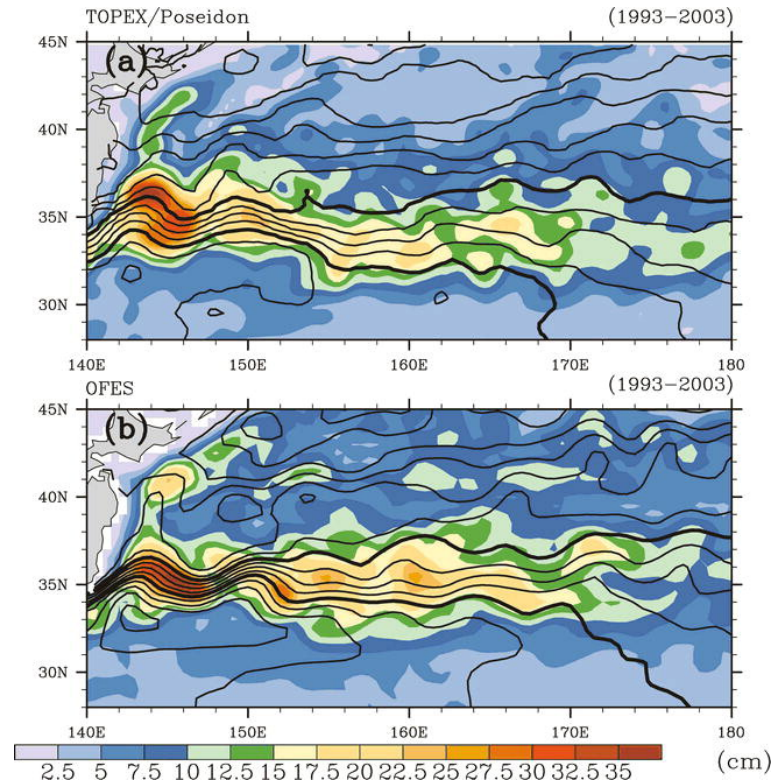 TOPEX/Poseidon (1993-2003)
45N
(a)
40N
35N
30N
140E 150E 160E 170E 180
OFES (1993-2003)
45N
(b)
40N
35N
30N
140E 150E 160E 170E 180
2.5 5 7.5 10 12.5 15 17.5 20 22.5 25 27.5 30 32.5 35 (cm)